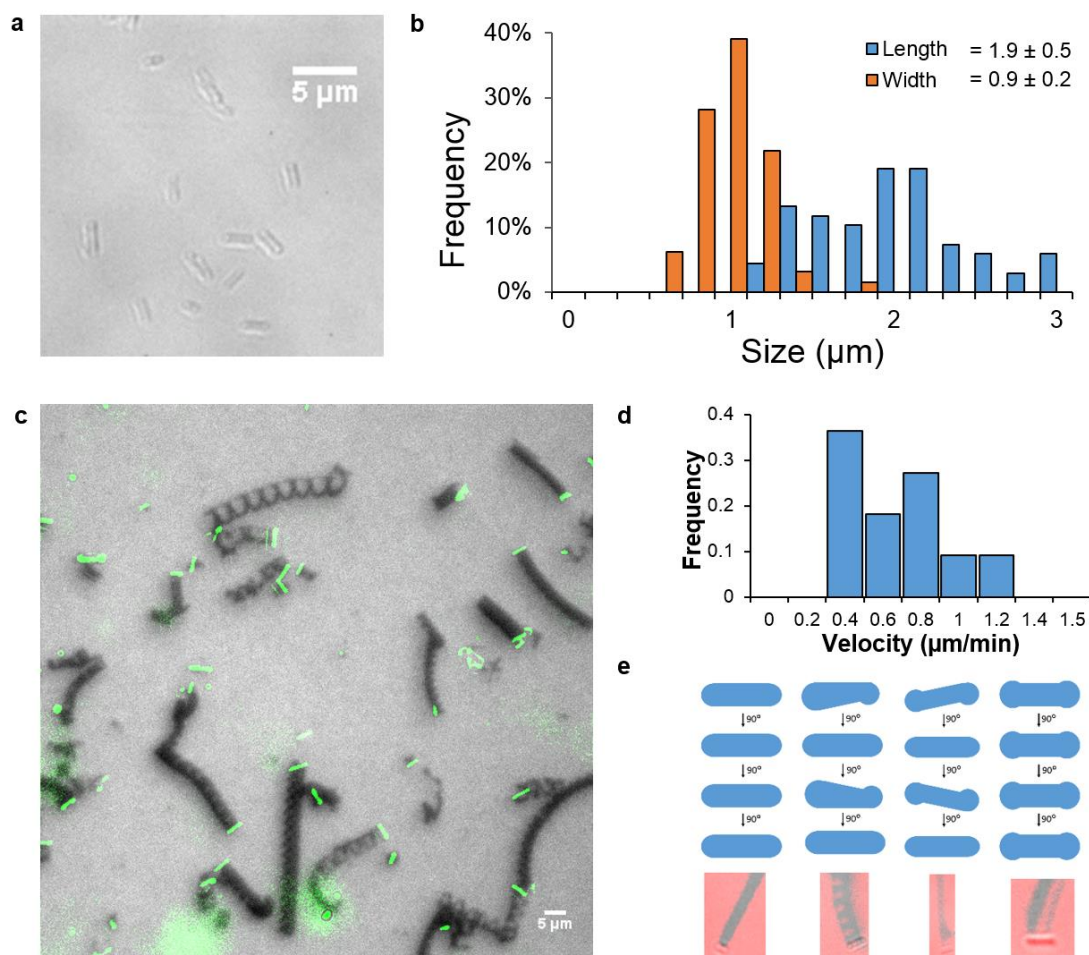 a
5 µm
b
40%
30%
20%
10%
0%
Frequency
Length = 1.9 ± 0.5
Width = 0.9 ± 0.2
0 1 2 3
Size (µm)
c
5 µm
d
0.4
0.3
0.2
0.1
0
Frequency
0 0.2 0.4 0.6 0.8 1 1.2 1.4 1.5
Velocity (µm/min)
e
90° 90° 90° 90°
90° 90° 90° 90°
90° 90° 90° 90°